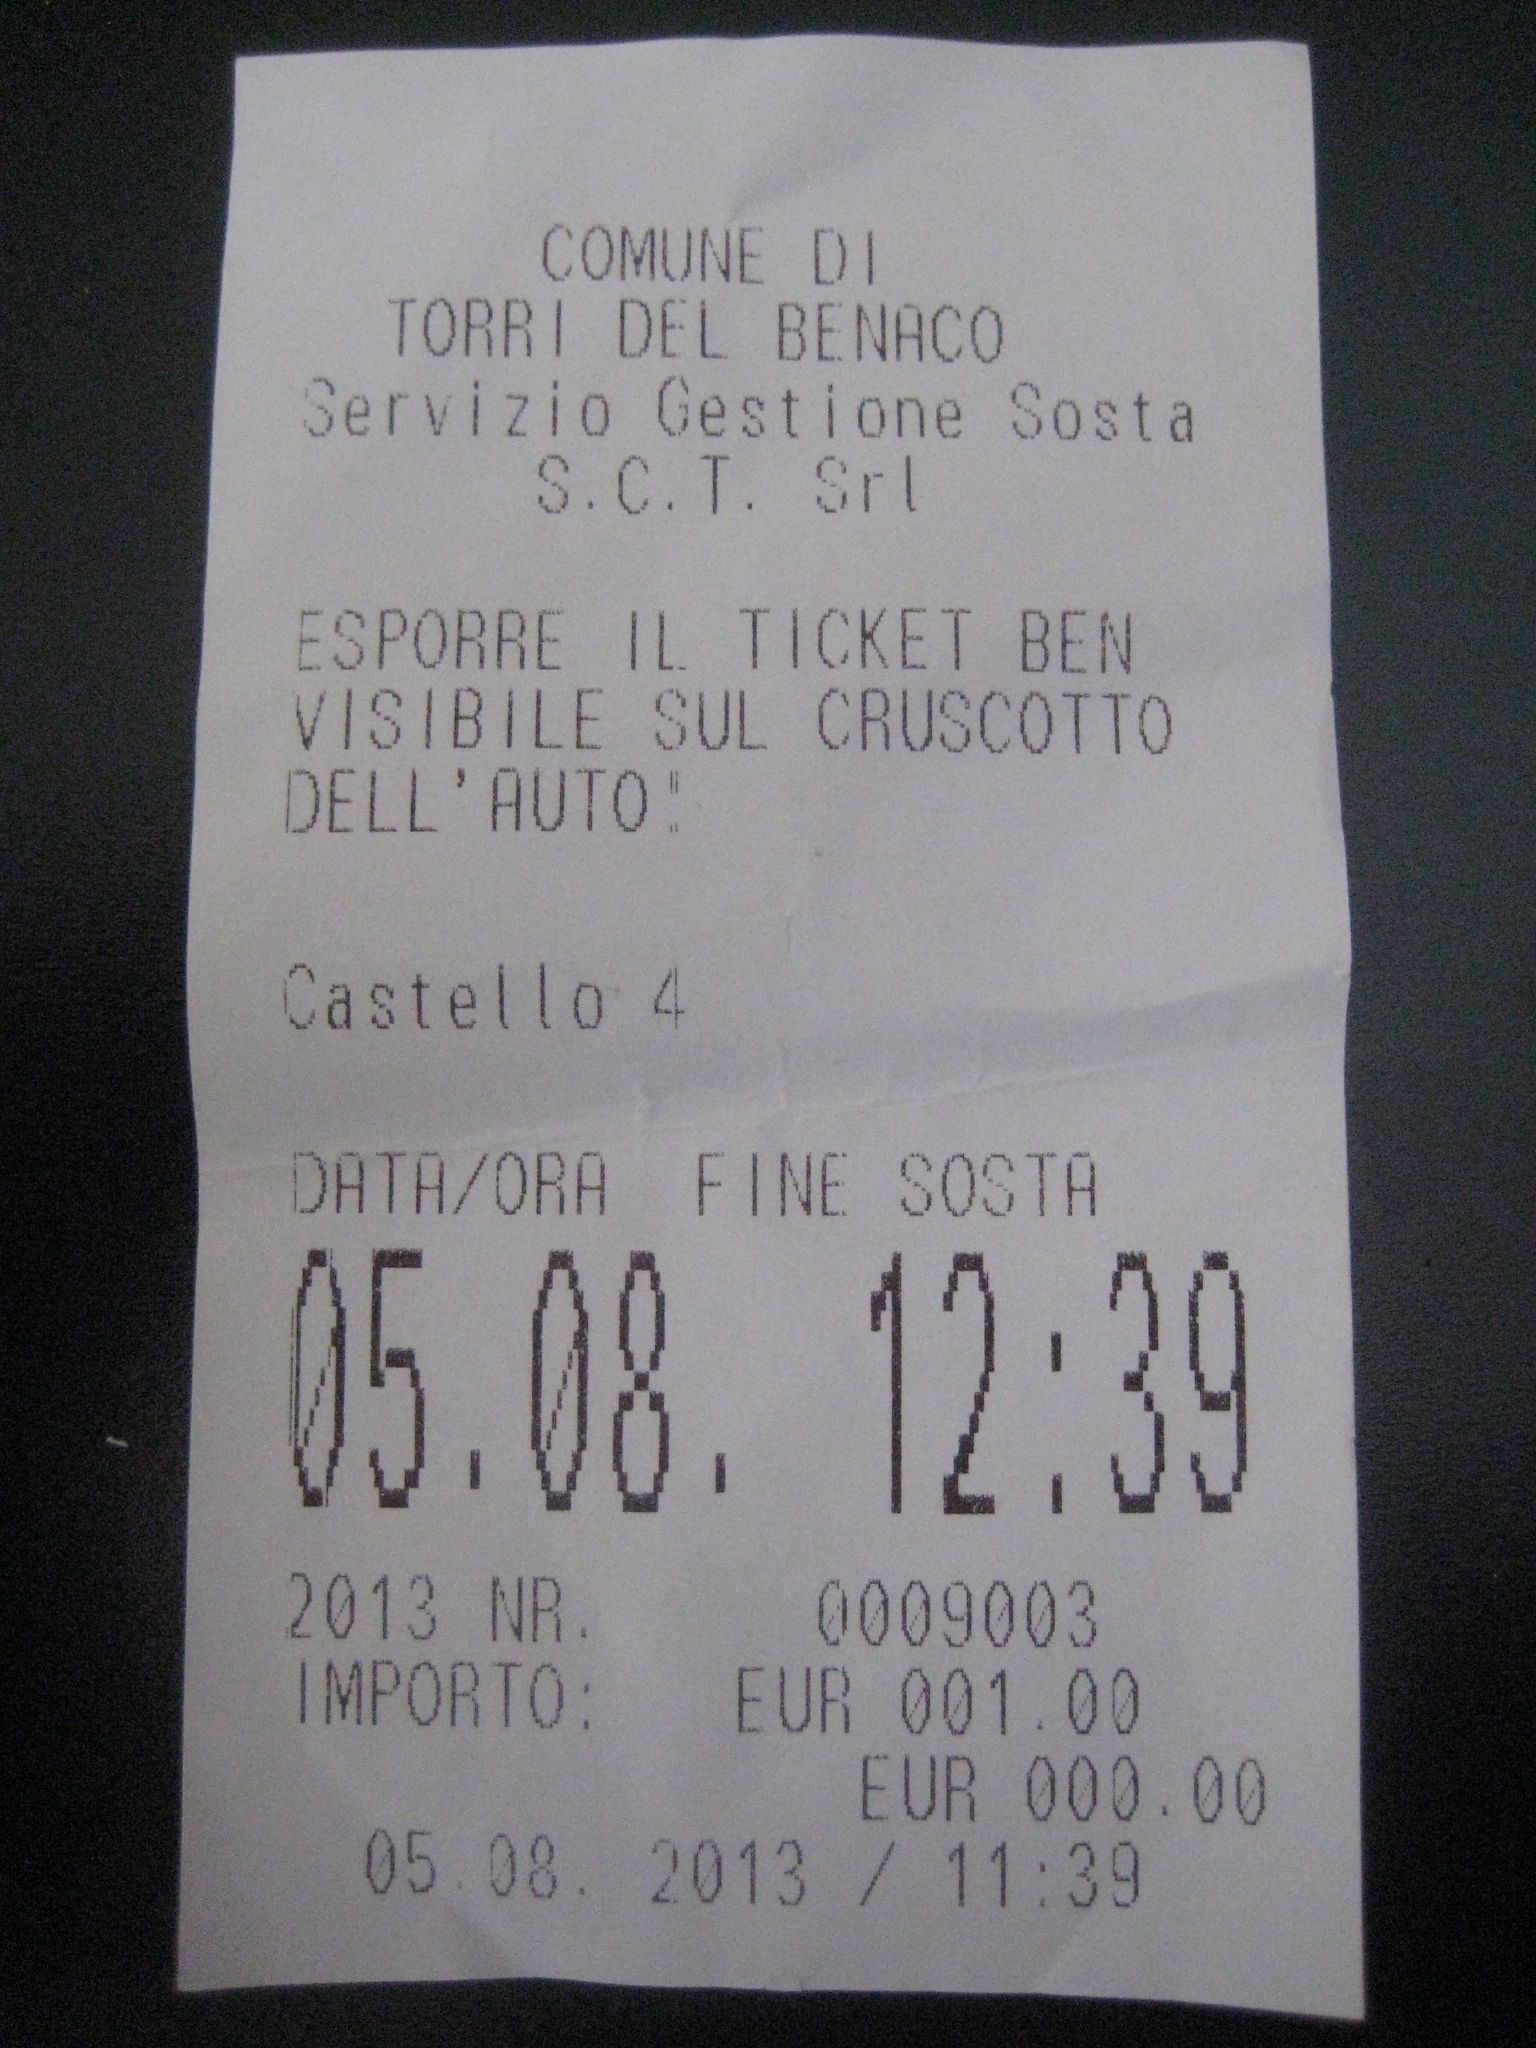 COMUNE DI
TORRI DEL BENACO
Servizio Gestione Sosta
S.C.T. Srl
ESPORRE IL TICKET BEN
VISIBILE SUL CRUSCOTTO
DELL'AUTO!
Castello 4
DATA/ORA FINE SOSTA
05.08. 12:39
2013 NR. 0009003
IMPORTO: EUR 001.00
EUR 000.00
05.08. 2013 / 11:39